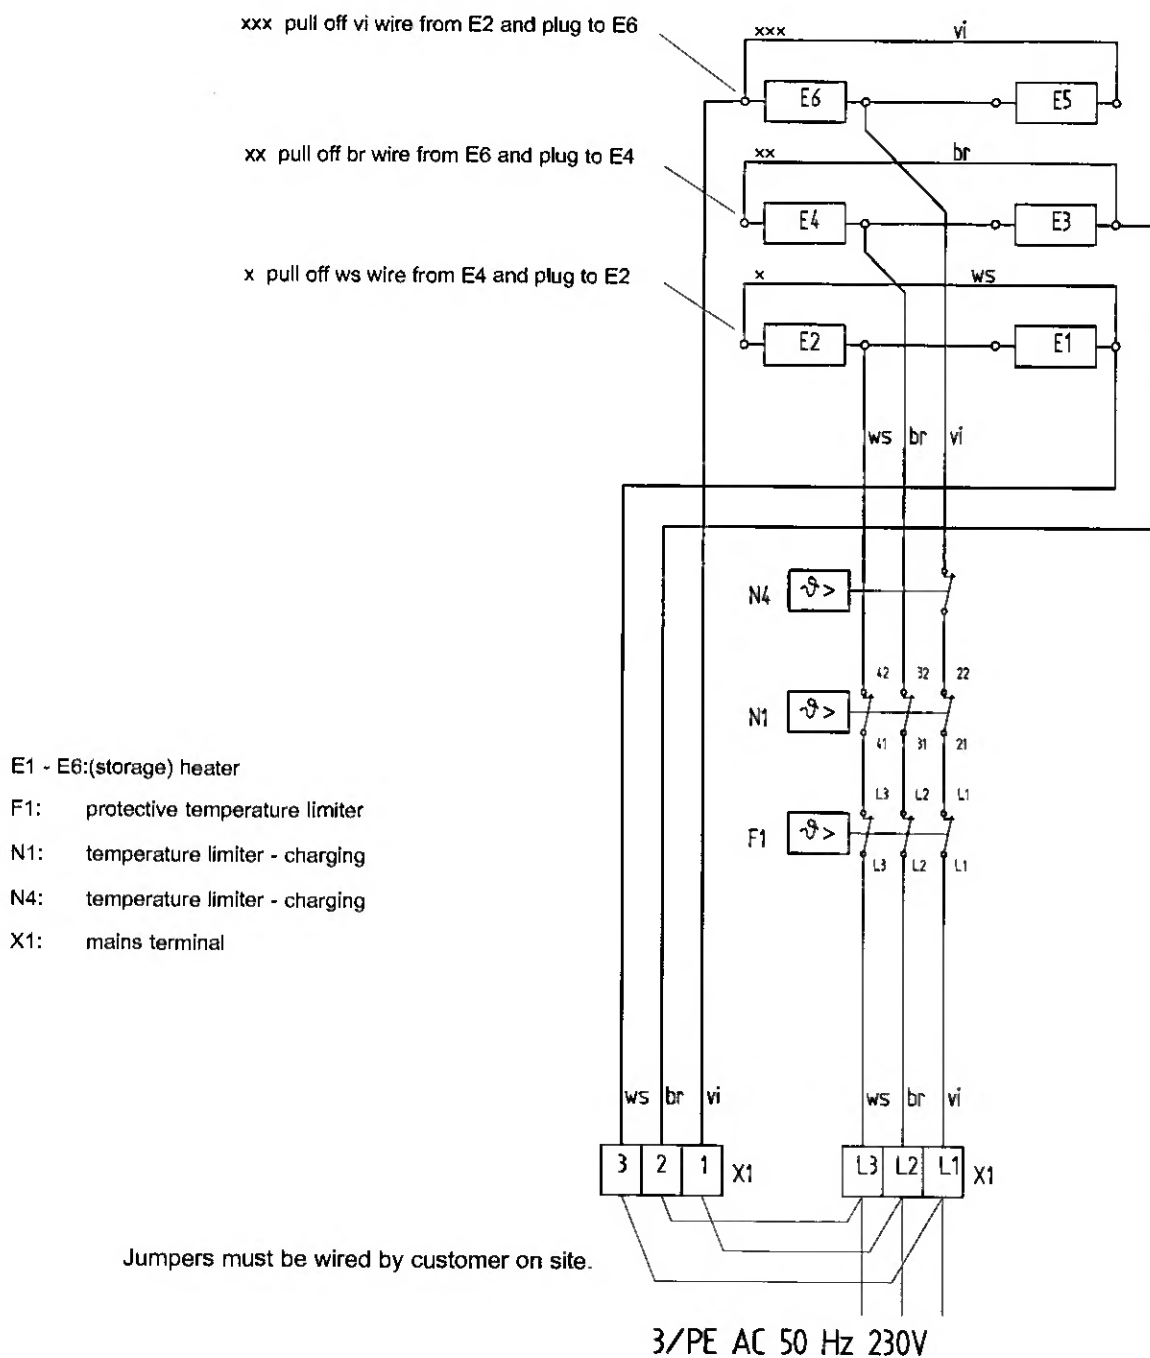 xxx pull off vi wire from E2 and plug to E6
xxx
vi
E6
E5
xx pull off br wire from E6 and plug to E4
xx
br
E4
E3
x pull off ws wire from E4 and plug to E2
x
ws
E2
E1
ws br vi
N4
ϑ >
42 32 22
N1
ϑ >
41 31 21
E1 - E6:(storage) heater
F1: protective temperature limiter
N1: temperature limiter - charging
N4: temperature limiter - charging
X1: mains terminal
L3 L2 L1
F1
ϑ >
L3 L2 L1
ws br vi
ws br vi
3 2 1 X1
L3 L2 L1 X1
Jumpers must be wired by customer on site.
3/PE AC 50 Hz 230V